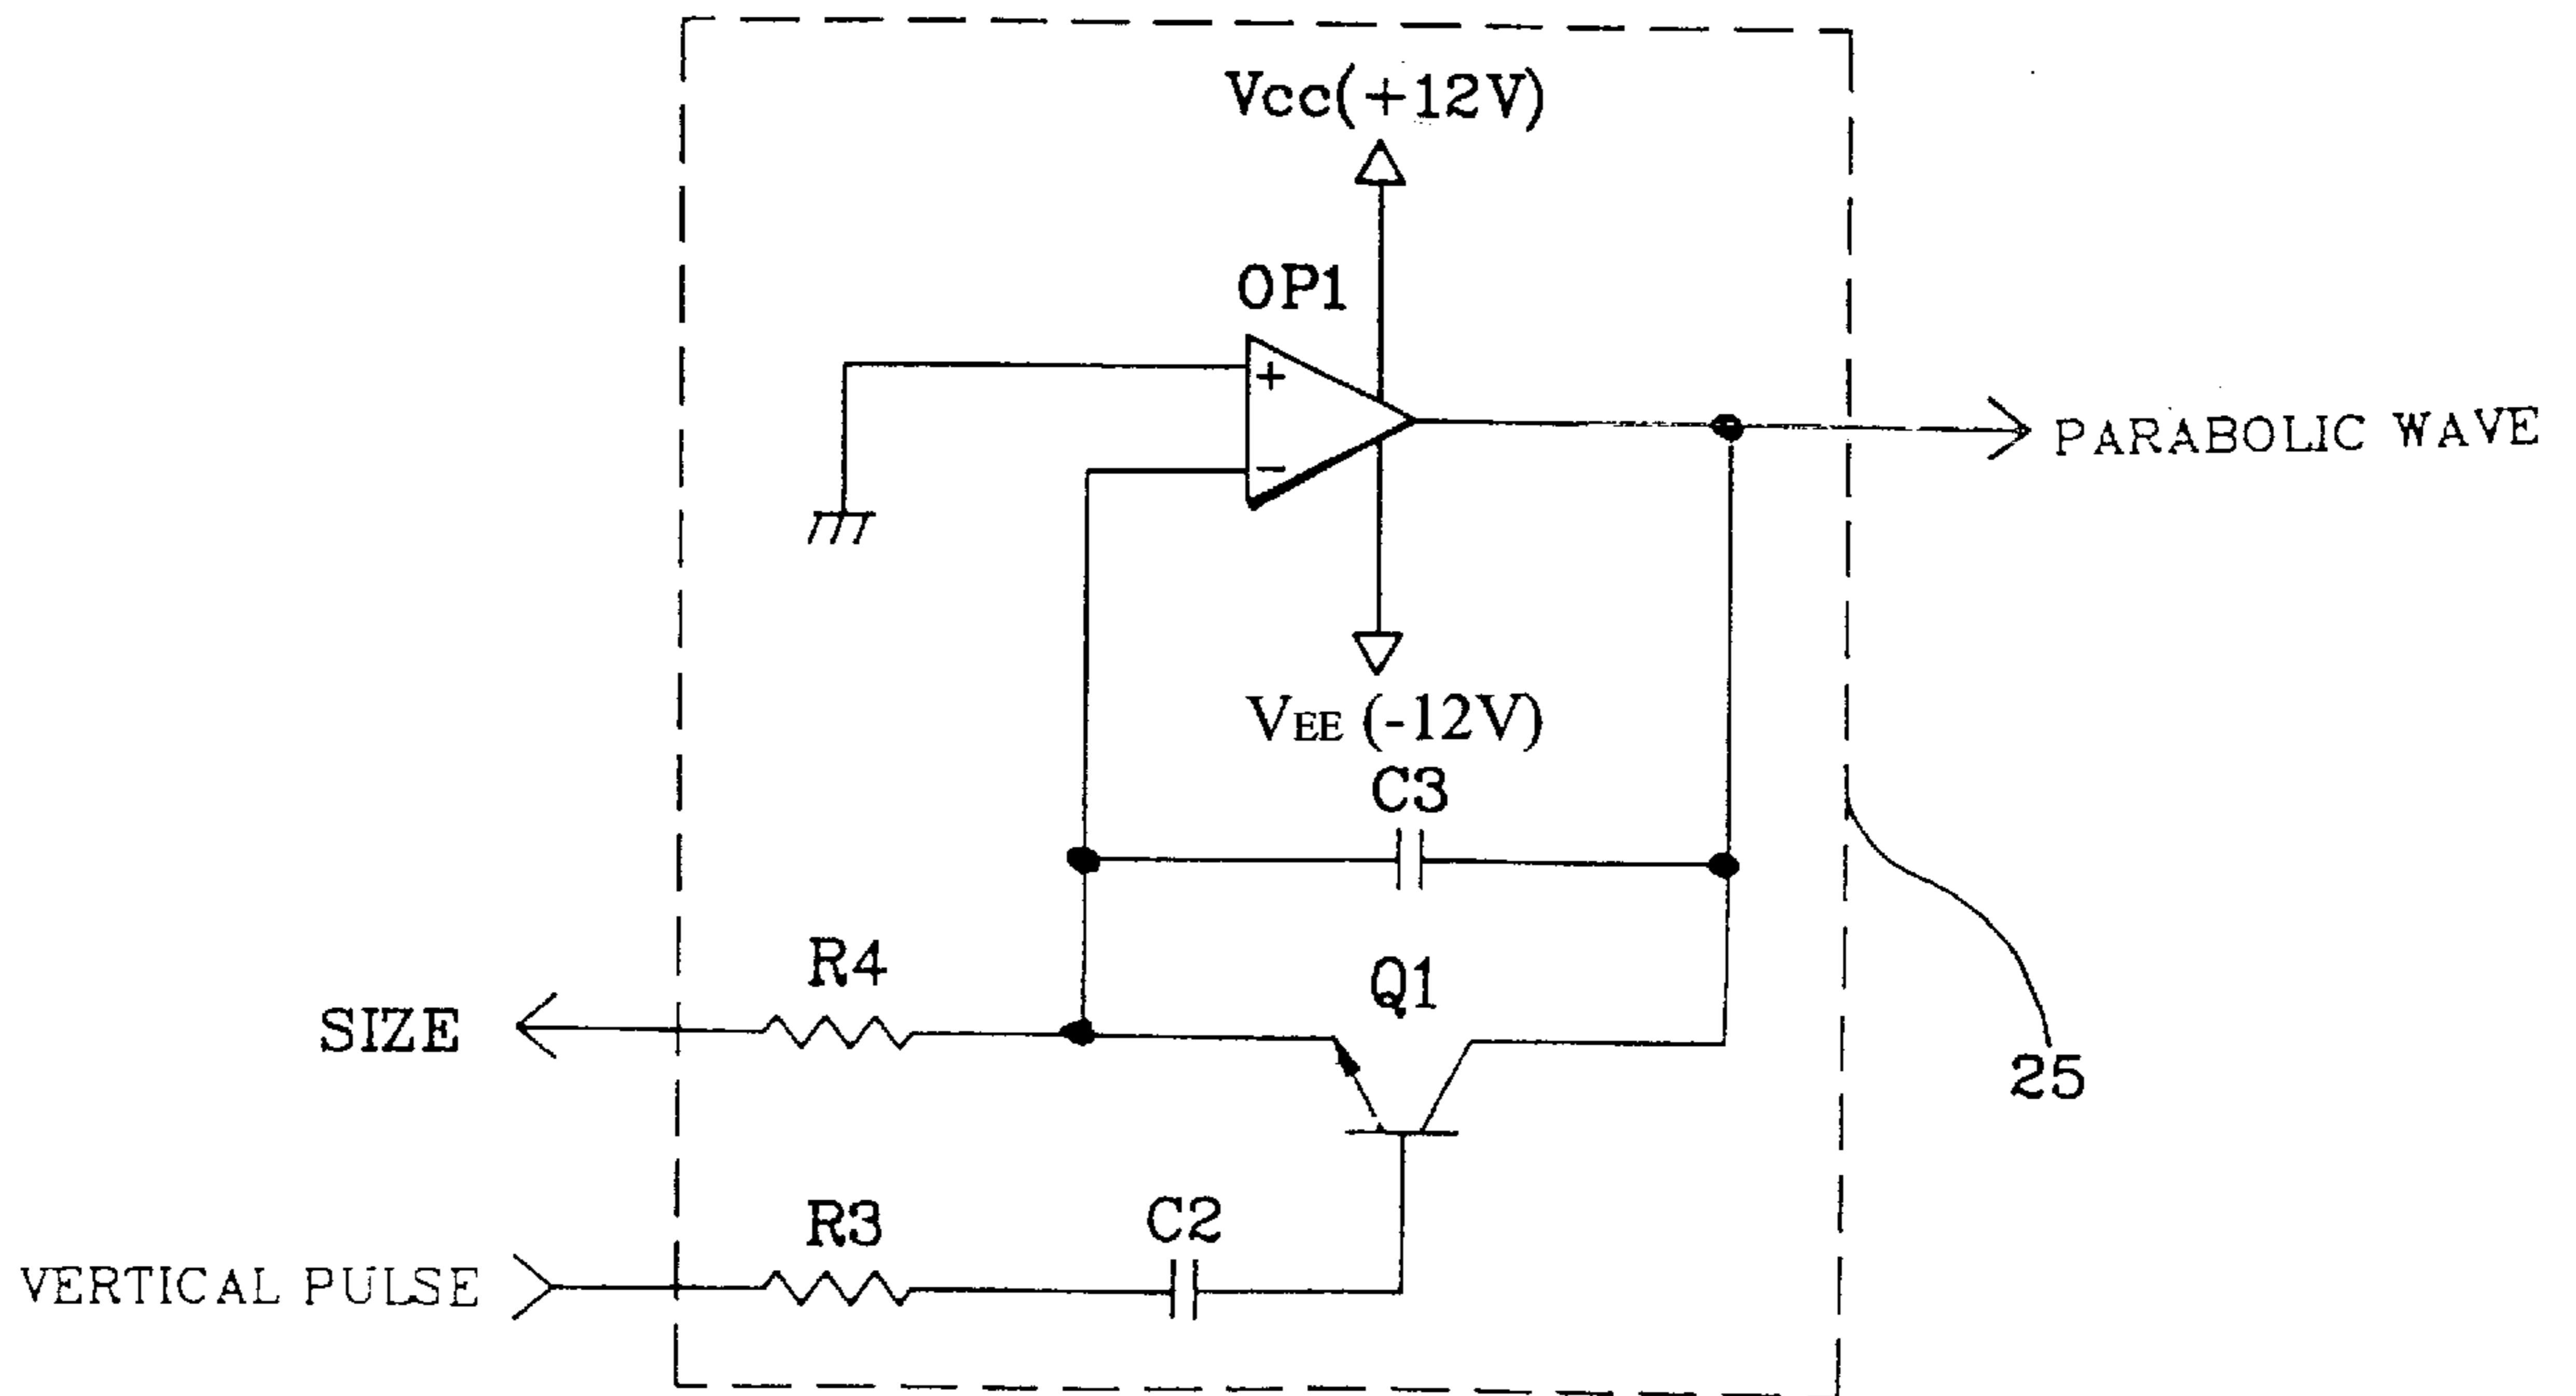 Vcc(+12V)
OP1
+
PARABOLIC WAVE
−
VEE (-12V)
C3
R4
Q1
SIZE
25
R3
C2
VERTICAL PULSE